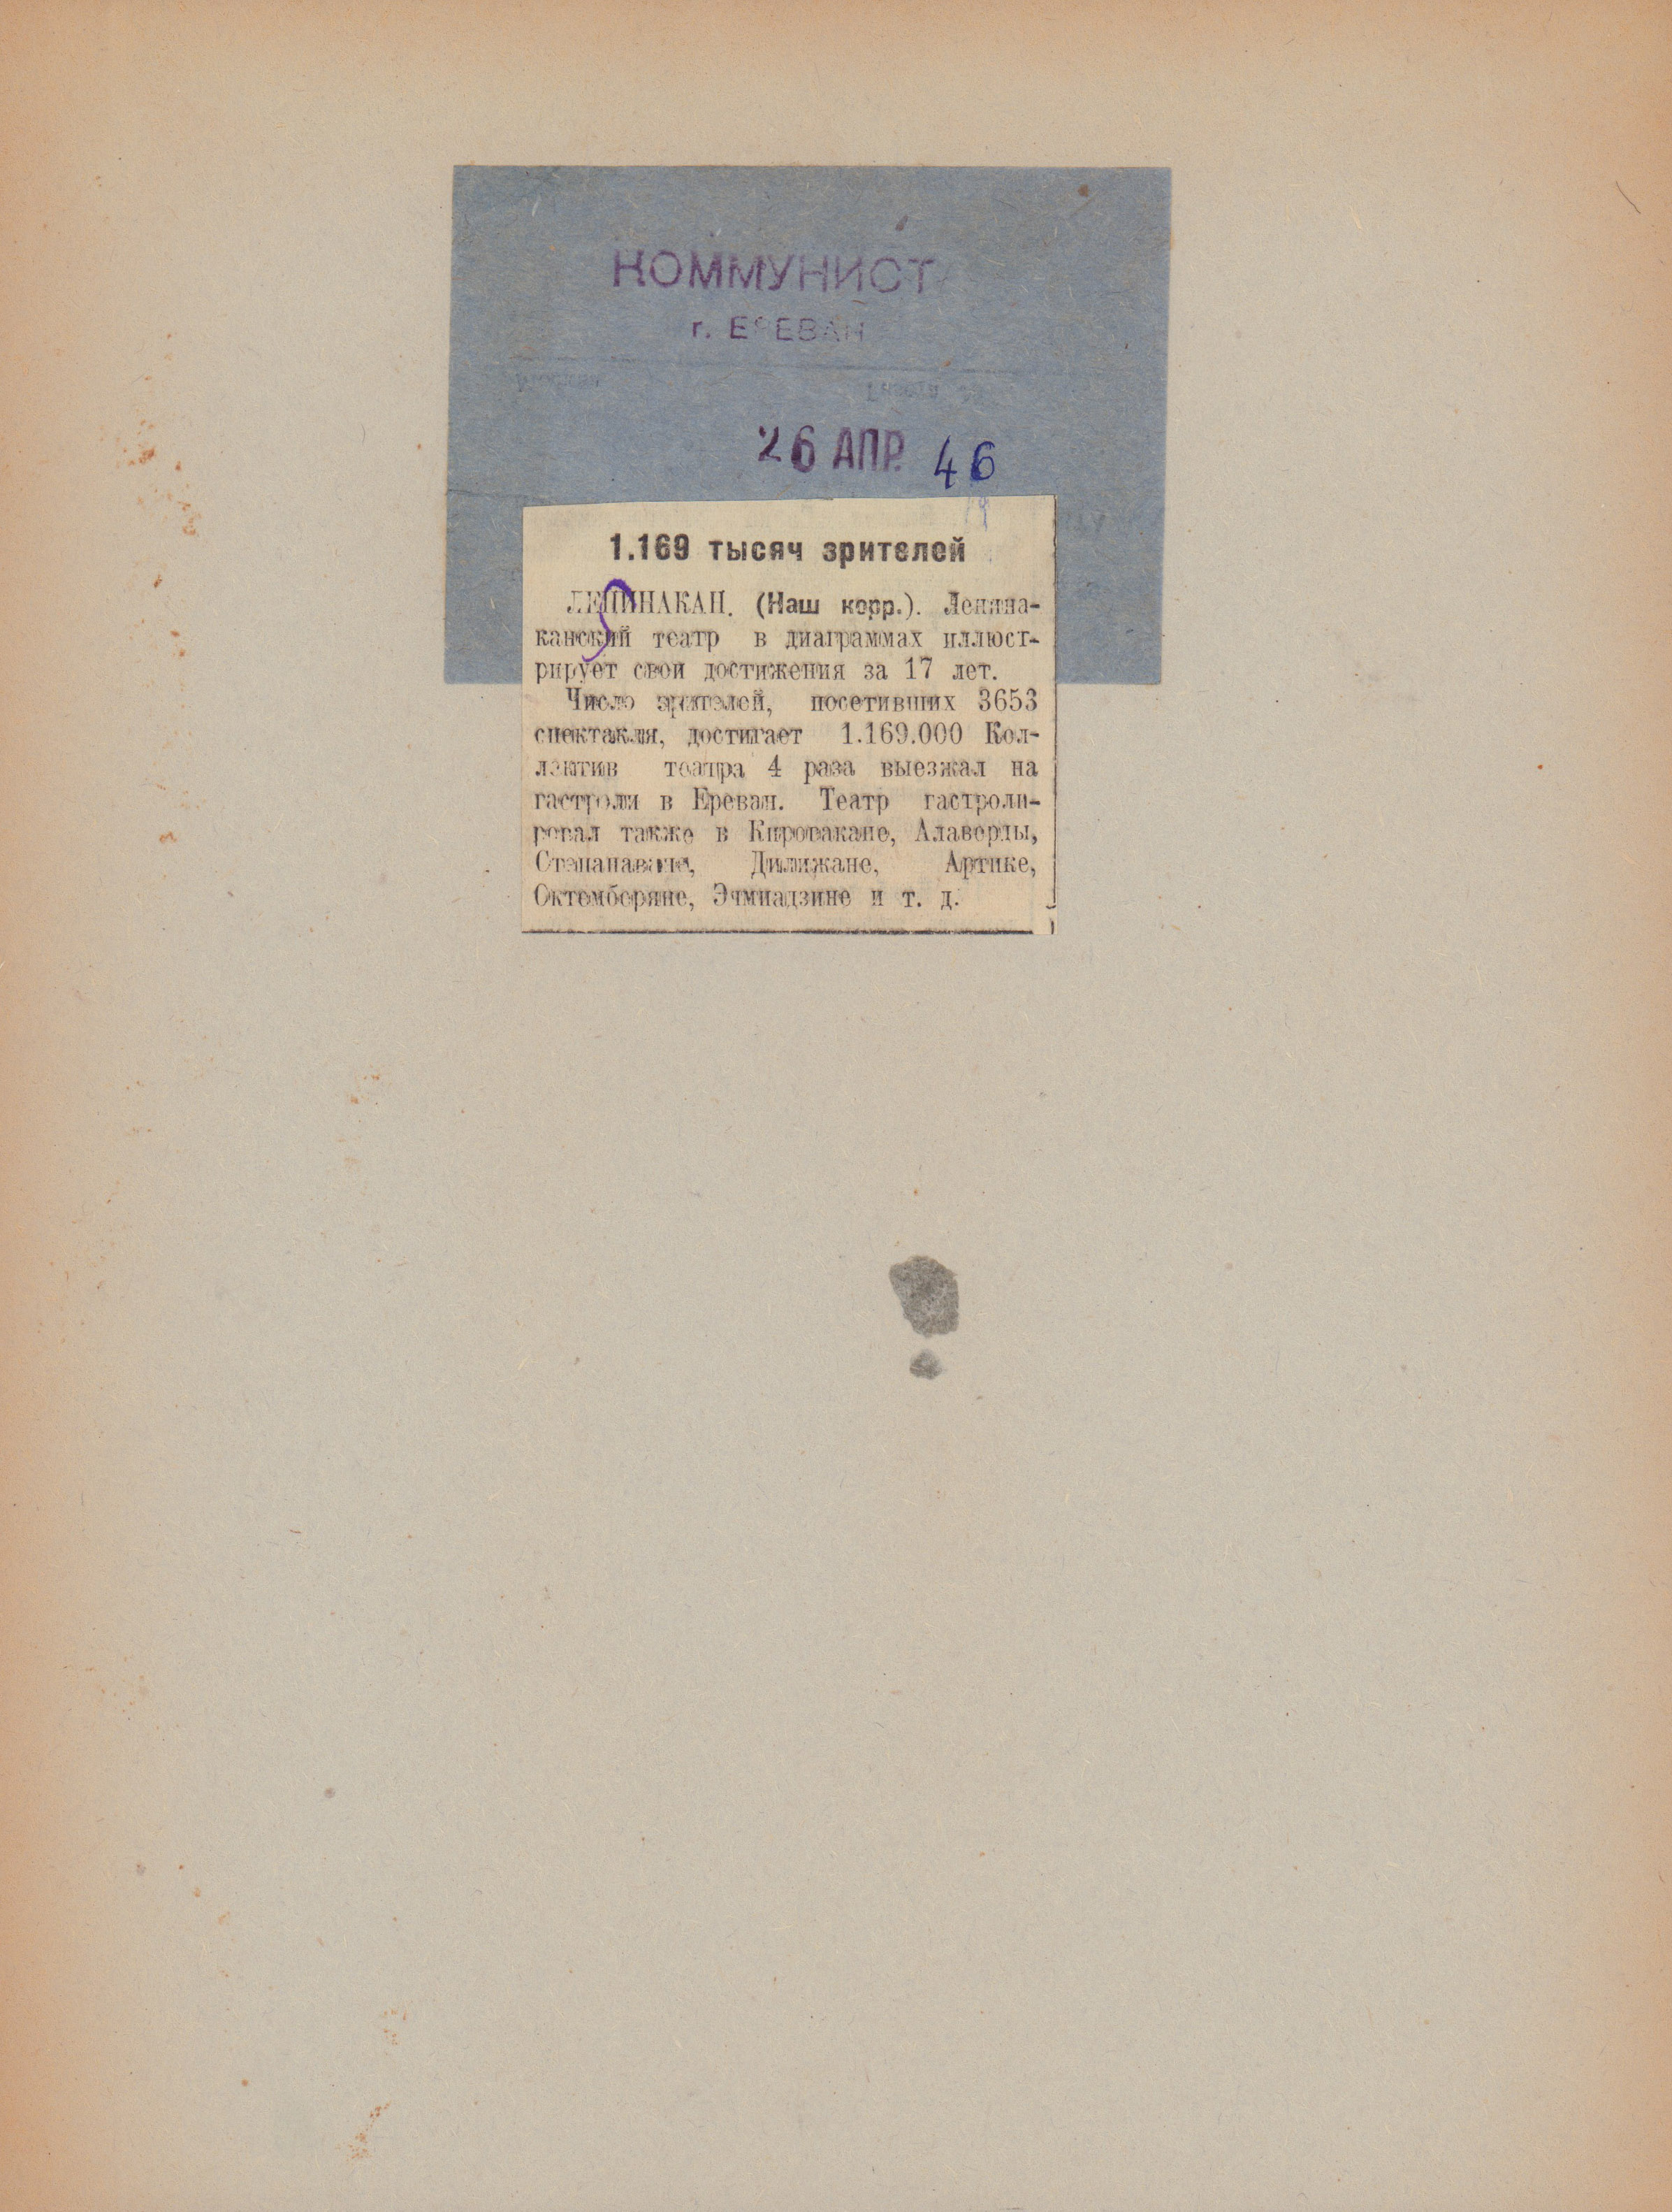 КОММУНИСТ
г. ЕРЕВАН
26 АПР. 46
1.169 тысяч зрителей
ЛЕНИНАКАН. (Наш корр.). Ленина-
канский театр в диаграммах иллюст-
рирует свои достижения за 17 лет.
Число зрителей, посетивших 3653
спектакля, достигает 1.169.000 Кол-
лектив театра 4 раза выезжал на
гастроли в Ереван. Театр гастроли-
ровал также в Кировакане, Алаверды,
Степанаване, Дилижане, Артике,
Октемберяне, Эчмиадзине и т. д.